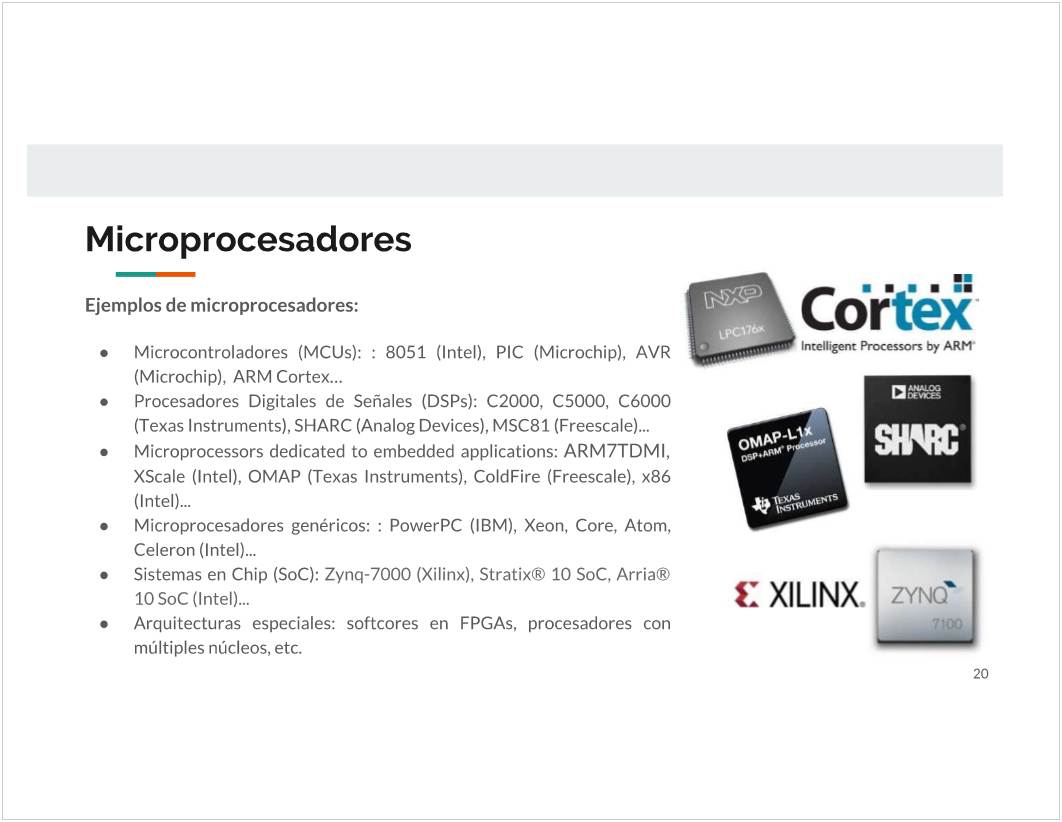 Microprocesadores
Ejemplos de microprocesadores:
● Microcontroladores (MCUs): : 8051 (Intel), PIC (Microchip), AVR
(Microchip), ARM Cortex...
● Procesadores Digitales de Señales (DSPs): C2000, C5000, C6000
(Texas Instruments), SHARC (Analog Devices), MSC81 (Freescale)...
● Microprocessors dedicated to embedded applications: ARM7TDMI,
XScale (Intel), OMAP (Texas Instruments), ColdFire (Freescale), x86
(Intel)...
● Microprocesadores genéricos: : PowerPC (IBM), Xeon, Core, Atom,
Celeron (Intel)...
● Sistemas en Chip (SoC): Zynq-7000 (Xilinx), Stratix® 10 SoC, Arria®
10 SoC (Intel)...
● Arquitecturas especiales: softcores en FPGAs, procesadores con
múltiples núcleos, etc.
NXP
LPC176x
Cortex
Intelligent Processors by ARM®
ANALOG
DEVICES
SHARC®
OMAP-L1x
DSP+ARM® Processor
TEXAS
INSTRUMENTS
XILINX®
ZYNQ
7100
20